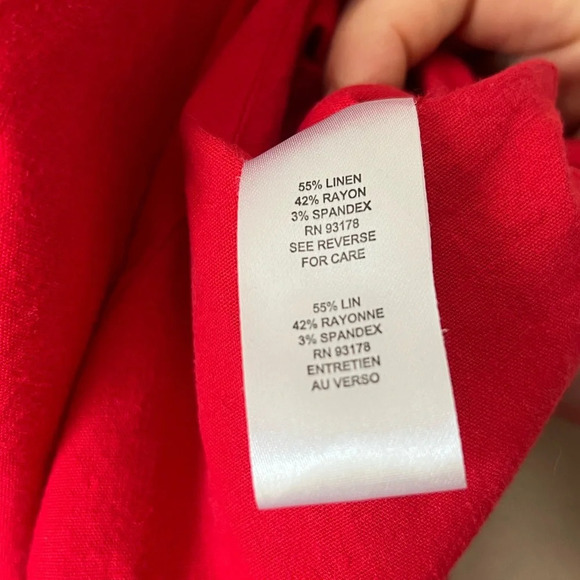 55% LINEN
42% RAYON
3% SPANDEX
RN 93178
SEE REVERSE
FOR CARE
55% LIN
42% RAYONNE
3% SPANDEX
RN 93178
ENTRETIEN
AU VERSO